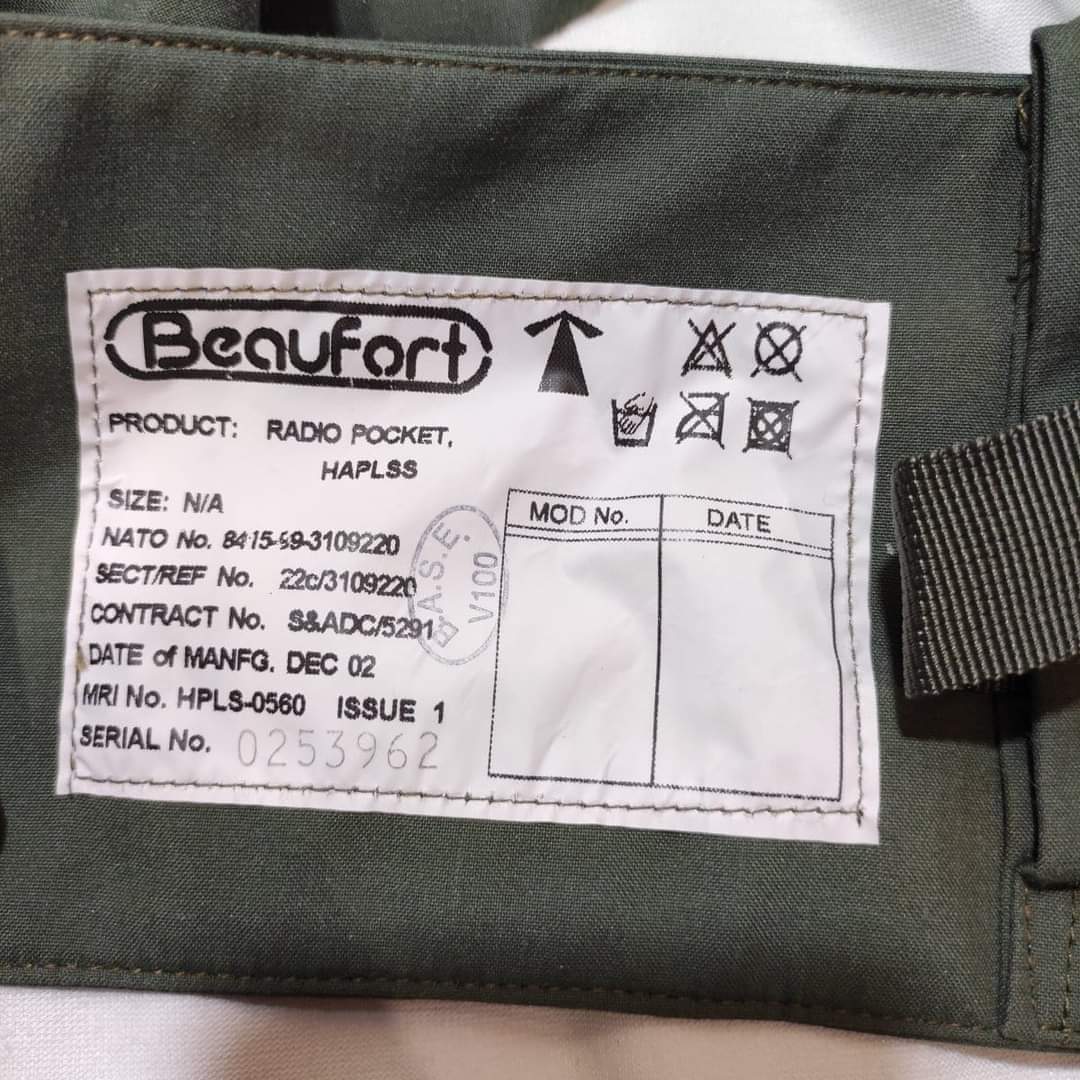 Beaufort
PRODUCT: RADIO POCKET,
HAPLSS
SIZE: N/A
NATO No. 8415-99-3109220
SECT/REF No. 22c/3109220
CONTRACT No. S&ADC/5291
DATE of MANFG. DEC 02
MRI No. HPLS-0560 ISSUE 1
SERIAL No. 0253962
B.A.S.E.
V100
MOD No. DATE